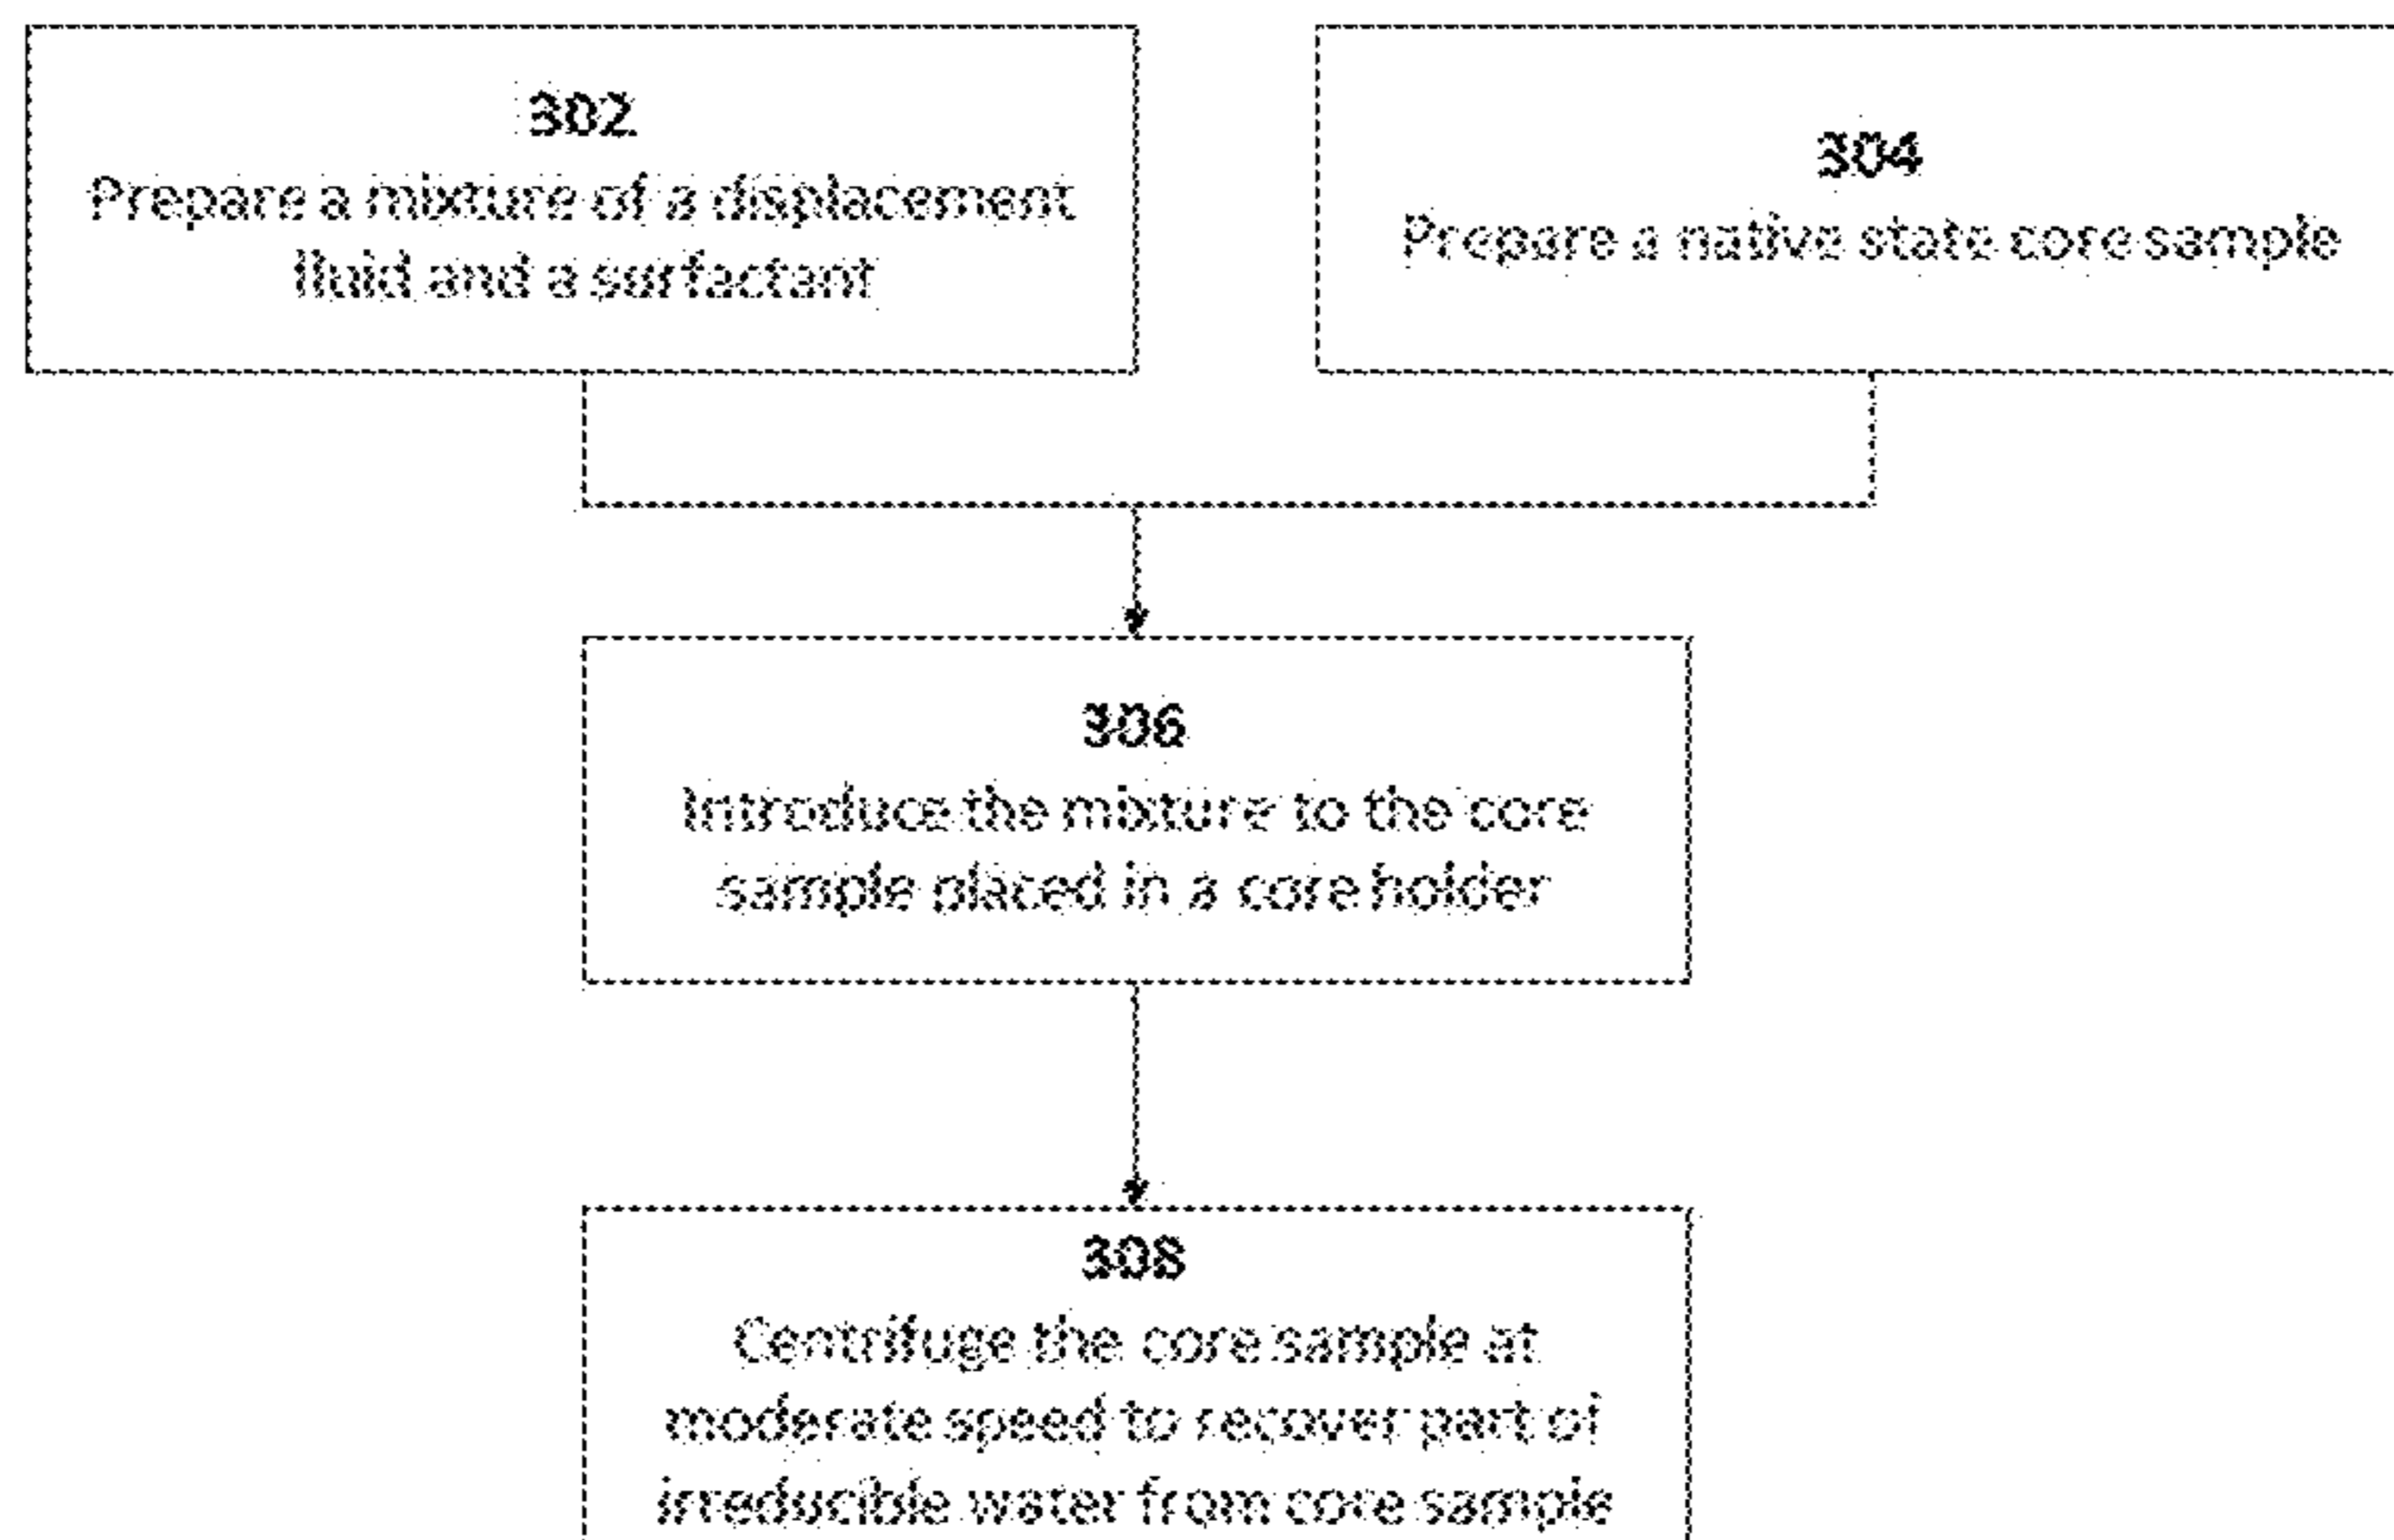 302
Prepare a mixture of a displacement
fluid and a surfactant
304
Prepare a native state core sample
306
Introduce the mixture to the core
sample placed in a core holder
308
Centrifuge the core sample at
moderate speed to recover part of
irreducible water from core sample